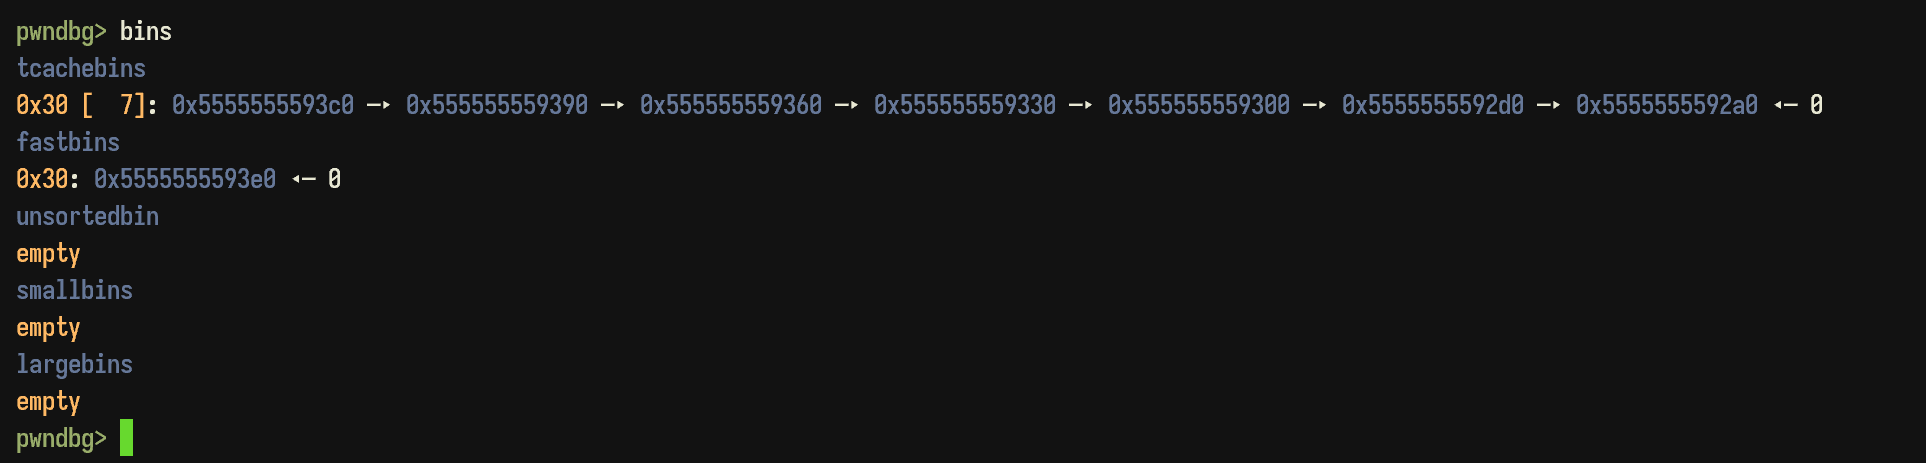 pwndbg> bins
tcachebins
0x30 [  7]: 0x5555555593c0 —▸ 0x555555559390 —▸ 0x555555559360 —▸ 0x555555559330 —▸ 0x555555559300 —▸ 0x5555555592d0 —▸ 0x5555555592a0 ◂— 0
fastbins
0x30: 0x5555555593e0 ◂— 0
unsortedbin
empty
smallbins
empty
largebins
empty
pwndbg>